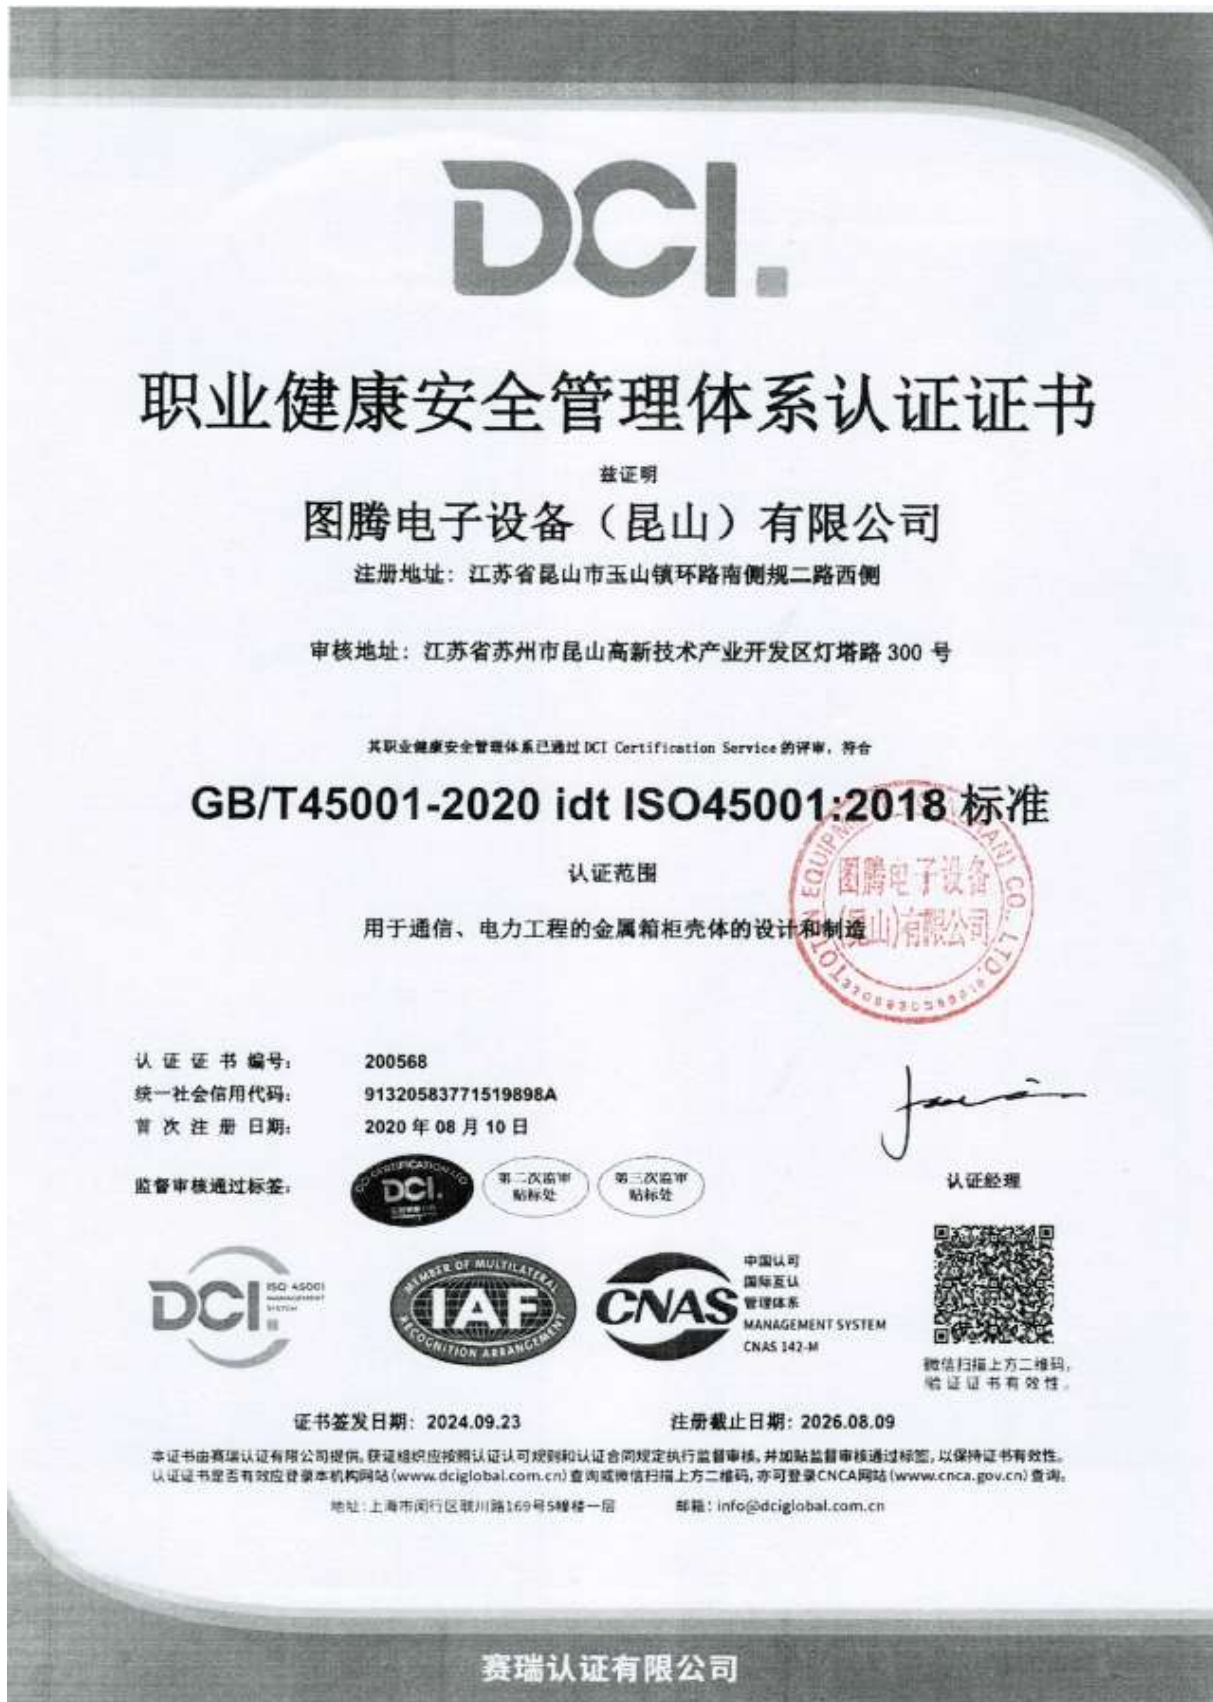 DCI.
职业健康安全管理体系认证证书
兹证明
图腾电子设备（昆山）有限公司
注册地址：江苏省昆山市玉山镇环路南侧规二路西侧
审核地址：江苏省苏州市昆山高新技术产业开发区灯塔路 300 号
其职业健康安全管理体系已通过 DCI Certification Service 的评审，符合
GB/T45001-2020 idt ISO45001:2018 标准
认证范围
用于通信、电力工程的金属箱柜壳体的设计和制造
图腾电子设备
(昆山)有限公司
认证证书编号： 200568
统一社会信用代码： 91320583771519898A
首次注册日期： 2020 年 08 月 10 日
监督审核通过标签：
DCI.
第二次监审
贴标处
第三次监审
贴标处
认证经理
DCI.
ISO 45001
MANAGEMENT
SYSTEM
MEMBER OF MULTILATERAL
IAF
RECOGNITION ARRANGEMENT
CNAS
中国认可
国际互认
管理体系
MANAGEMENT SYSTEM
CNAS 142-M
微信扫描上方二维码，
验证证书有效性。
证书签发日期：2024.09.23 注册截止日期：2026.08.09
本证书由赛瑞认证有限公司提供，获证组织应按照认证认可规则和认证合同规定执行监督审核，并加贴监督审核通过标签，以保持证书有效性。
认证证书是否有效应登录本机构网站（www.dciglobal.com.cn）查询或微信扫描上方二维码，亦可登录CNCA网站（www.cnca.gov.cn）查询。
地址：上海市闵行区联川路169号5幢楼一层 邮箱：info@dciglobal.com.cn
赛瑞认证有限公司